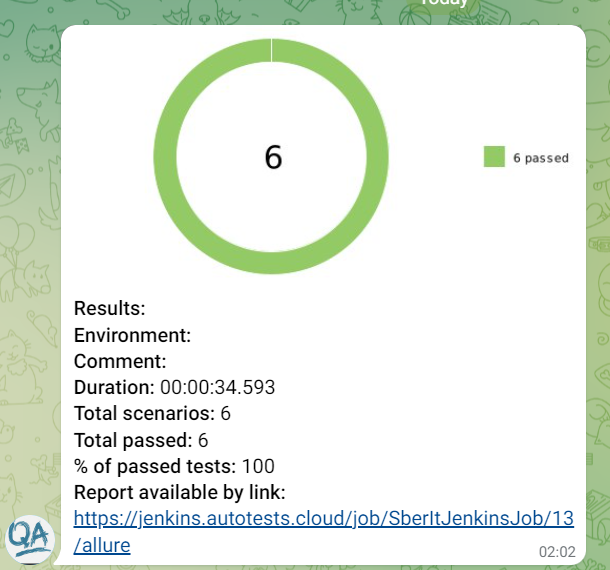 Today
6
6 passed
Results:
Environment:
Comment:
Duration: 00:00:34.593
Total scenarios: 6
Total passed: 6
% of passed tests: 100
Report available by link:
https://jenkins.autotests.cloud/job/SberItJenkinsJob/13
/allure
QA
02:02